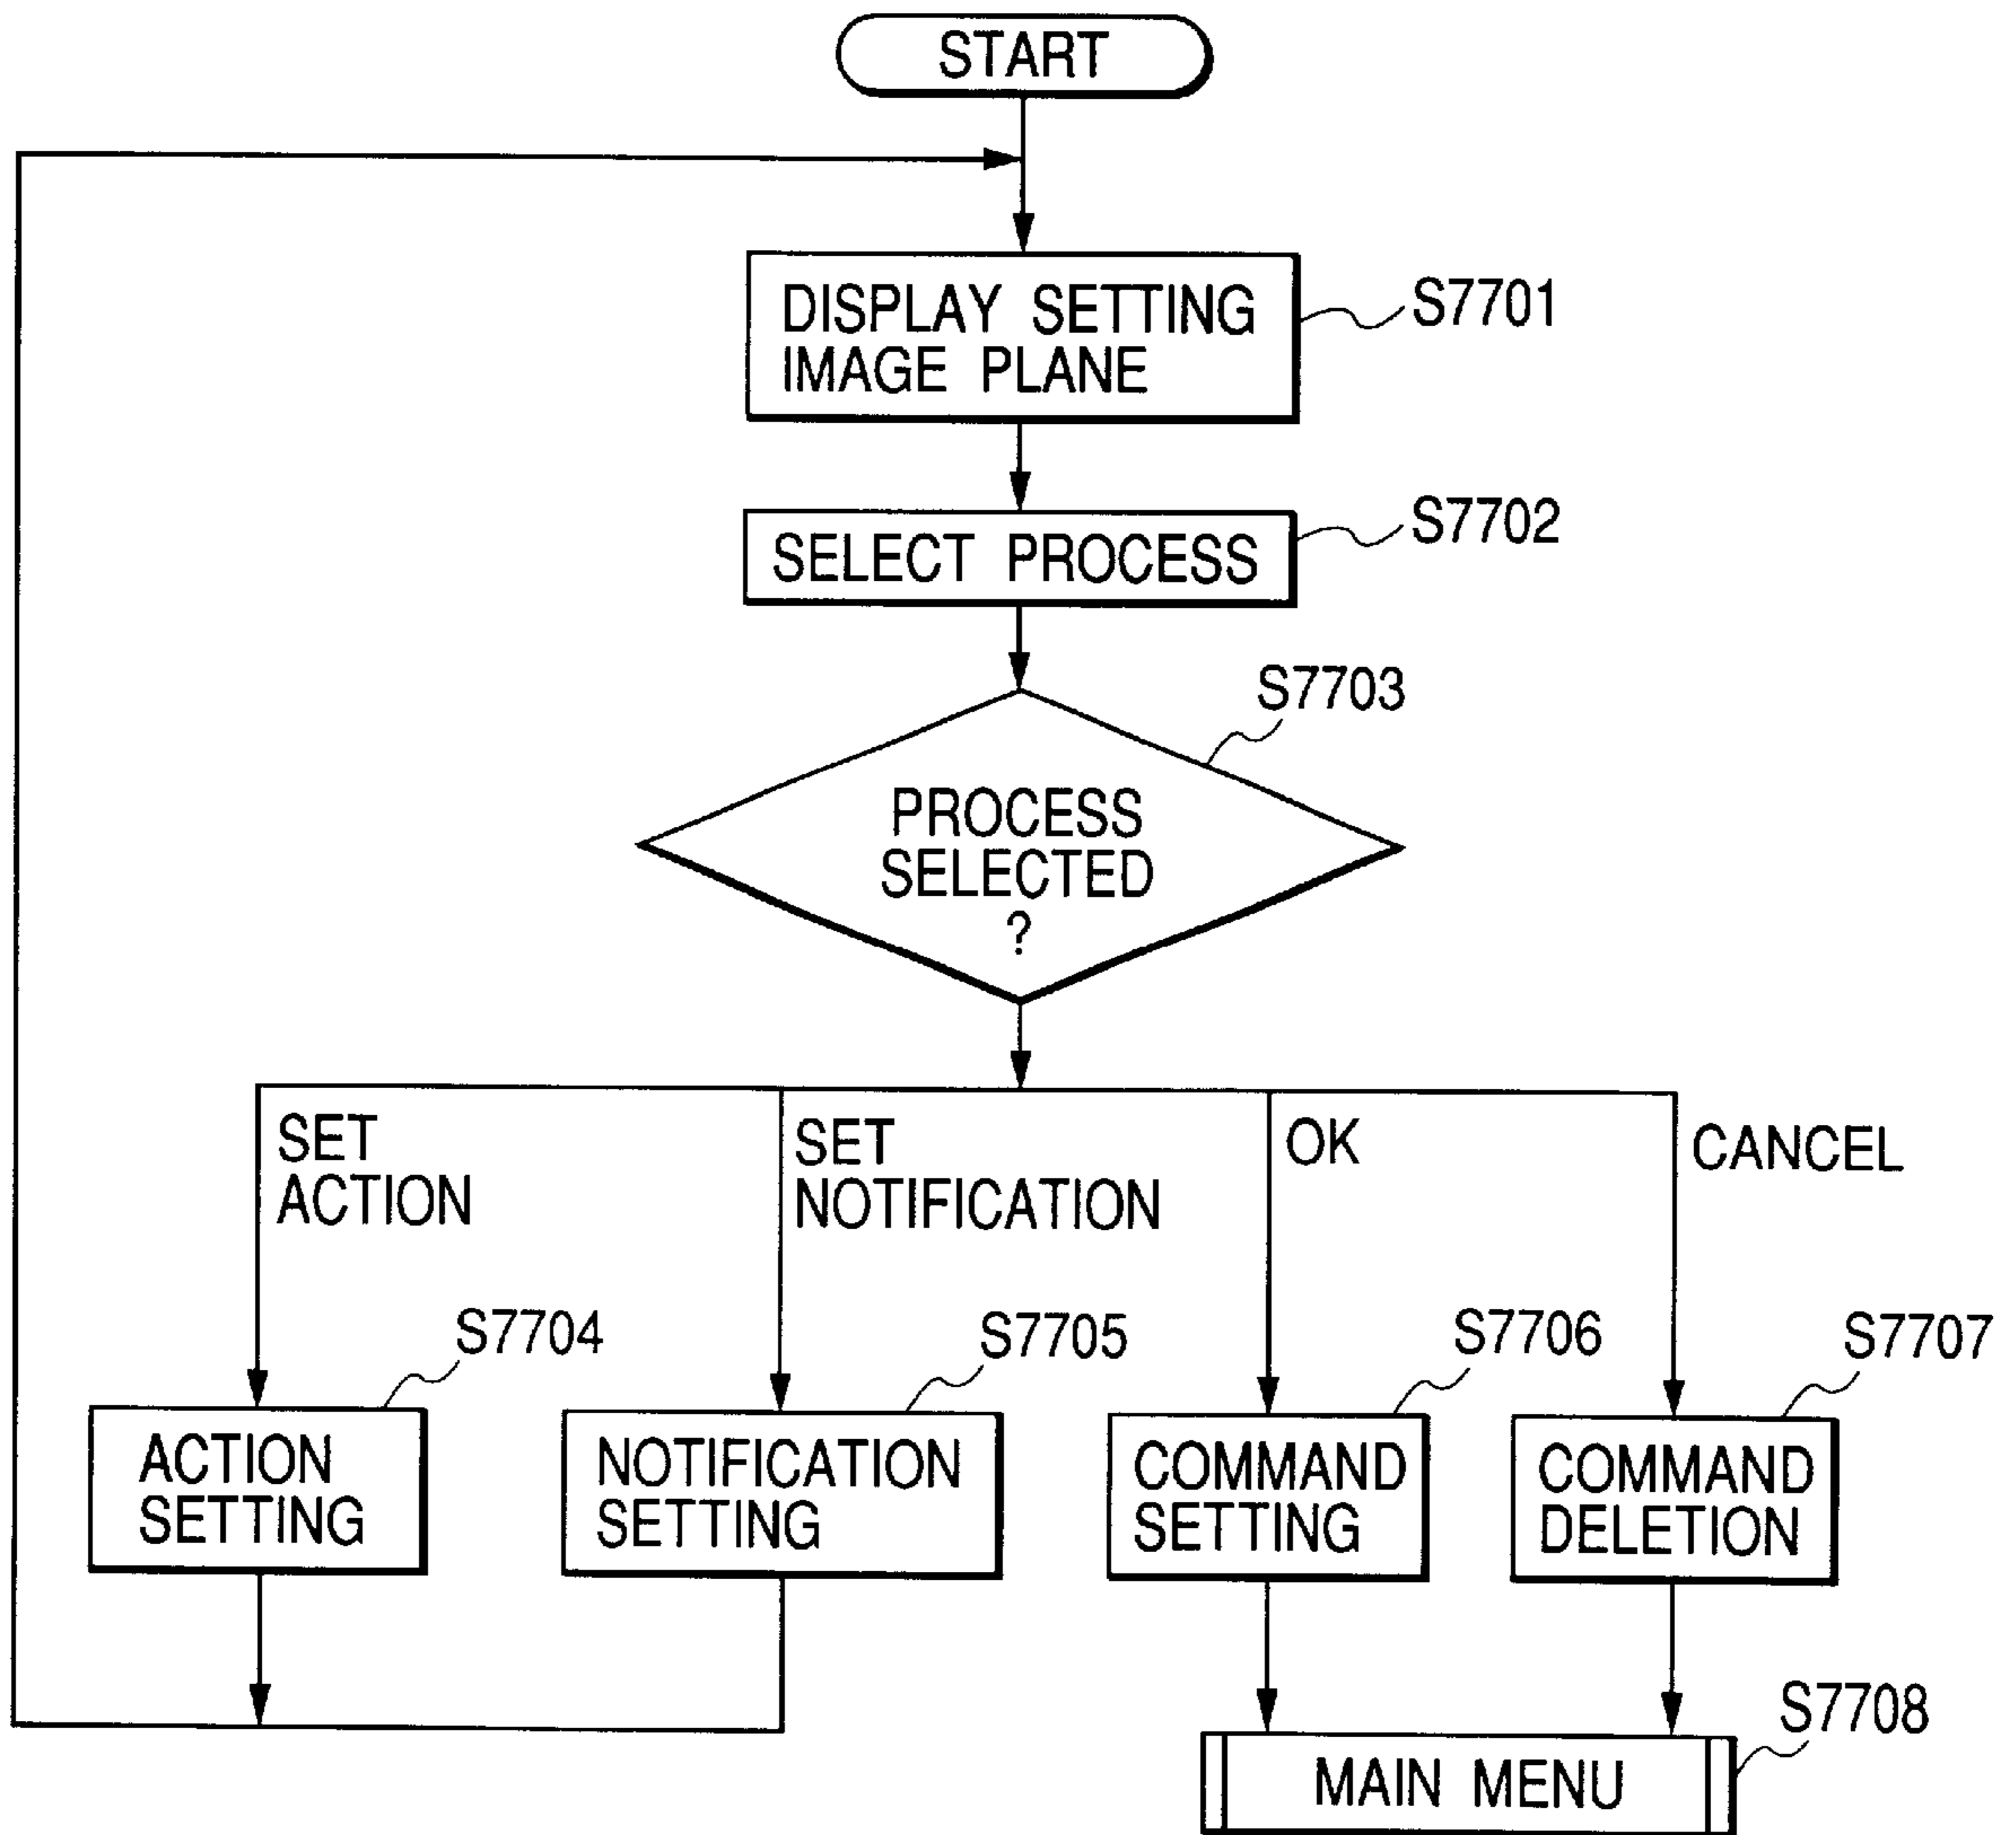 START
DISPLAY SETTING
IMAGE PLANE
S7701
SELECT PROCESS
S7702
S7703
PROCESS
SELECTED
?
SET
ACTION
SET
NOTIFICATION
OK
CANCEL
S7704
S7705
S7706
S7707
ACTION
SETTING
NOTIFICATION
SETTING
COMMAND
SETTING
COMMAND
DELETION
S7708
MAIN MENU